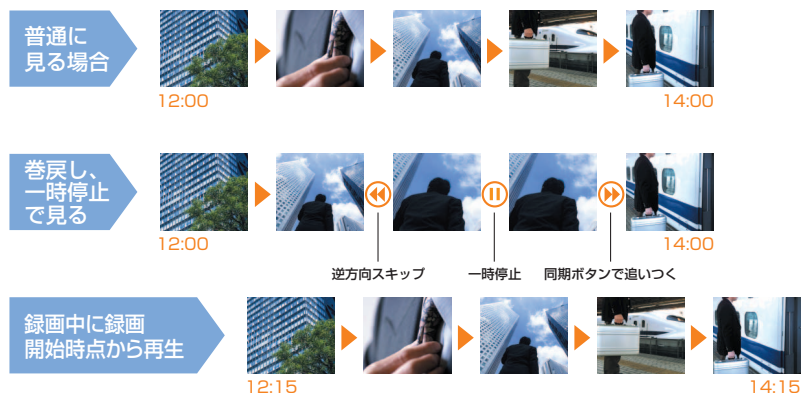 普通に
見る場合
12:00
14:00
巻戻し、
一時停止
で見る
12:00
14:00
逆方向スキップ
一時停止
同期ボタンで追いつく
録画中に録画
開始時点から再生
12:15
14:15